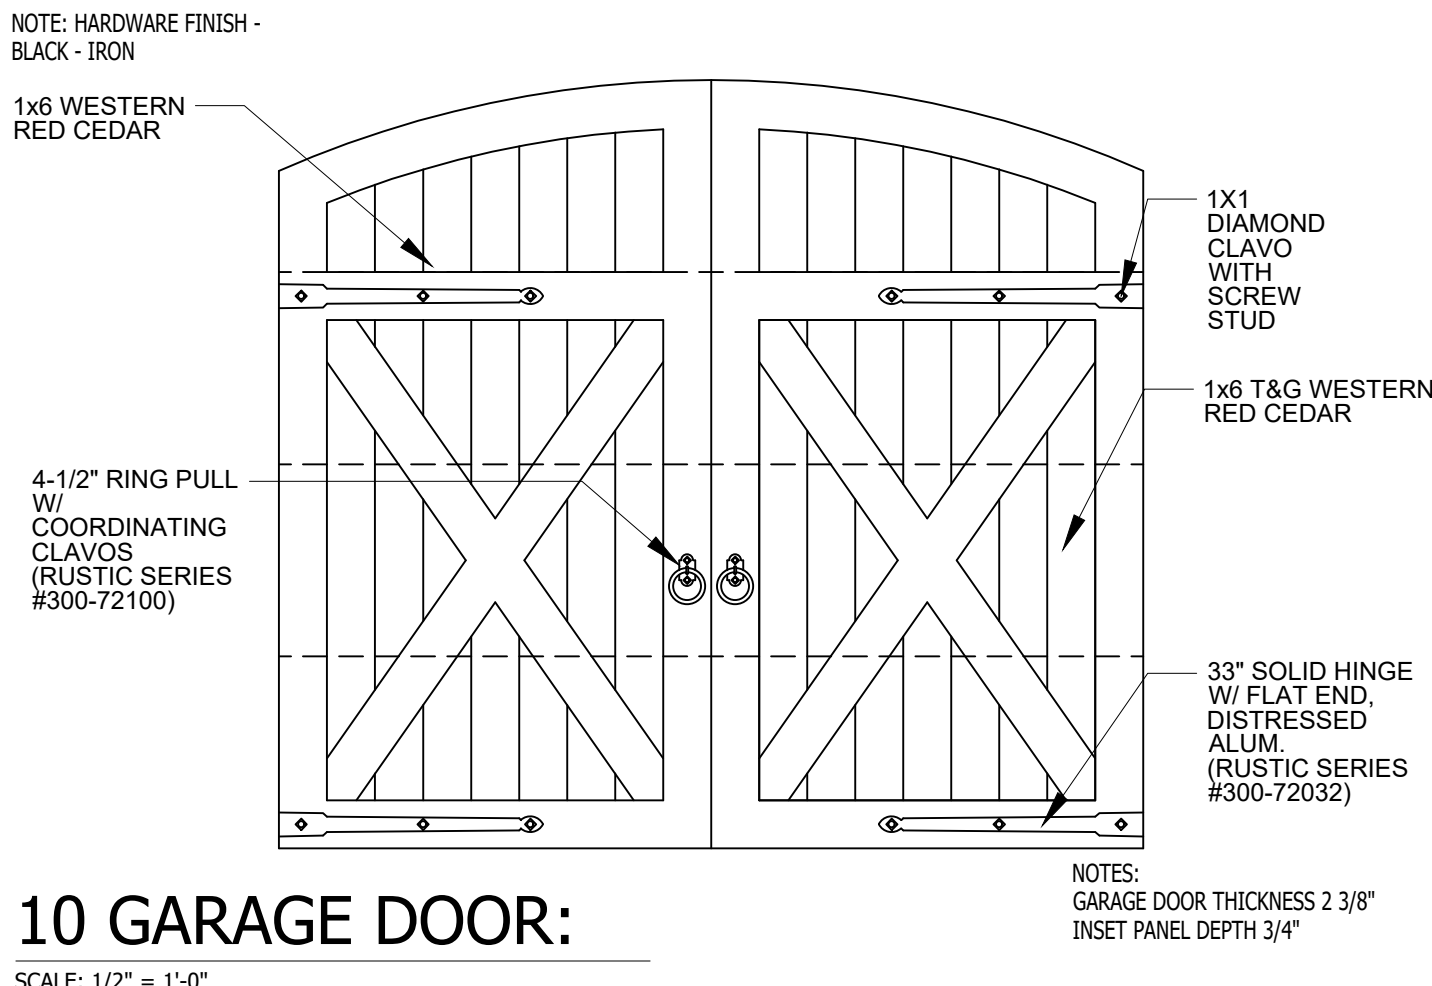 NOTE: HARDWARE FINISH -
BLACK - IRON
1x6 WESTERN
RED CEDAR
1X1
DIAMOND
CLAVO
WITH
SCREW
STUD
1x6 T&G WESTERN
RED CEDAR
4-1/2" RING PULL
W/
COORDINATING
CLAVOS
(RUSTIC SERIES
#300-72100)
33" SOLID HINGE
W/ FLAT END,
DISTRESSED
ALUM.
(RUSTIC SERIES
#300-72032)
NOTES:
GARAGE DOOR THICKNESS 2 3/8"
INSET PANEL DEPTH 3/4"
10 GARAGE DOOR:
SCALE: 1/2" = 1'-0"